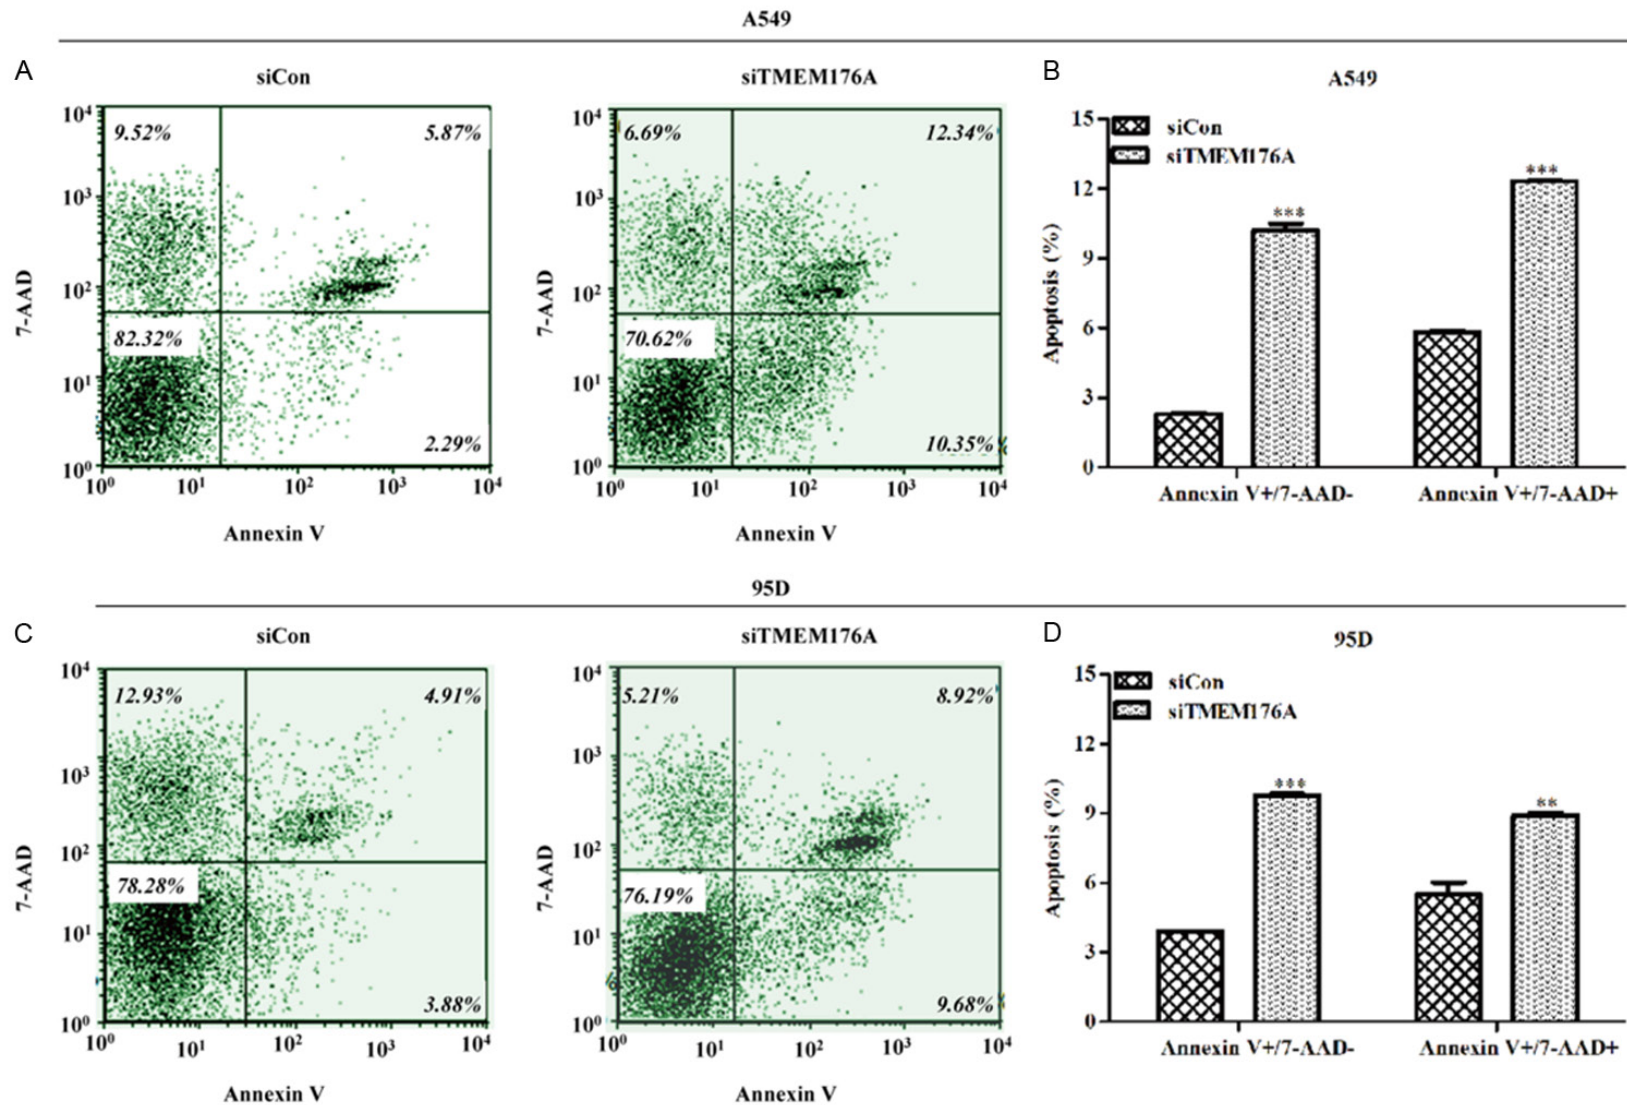 A549
A
siCon
siTMEM176A
B
A549
10⁴
10³
10²
10¹
10⁰
7-AAD
9.52%
5.87%
82.32%
2.29%
10⁰
10¹
10²
10³
10⁴
Annexin V
10⁴
10³
10²
10¹
10⁰
7-AAD
6.69%
12.34%
70.62%
10.35%
10⁰
10¹
10²
10³
10⁴
Annexin V
15
12
9
6
3
0
Apoptosis (%)
siCon
siTMEM176A
***
***
Annexin V+/7-AAD-
Annexin V+/7-AAD+
95D
C
siCon
siTMEM176A
D
95D
10⁴
10³
10²
10¹
10⁰
7-AAD
12.93%
4.91%
78.28%
3.88%
10⁰
10¹
10²
10³
10⁴
Annexin V
10⁴
10³
10²
10¹
10⁰
7-AAD
5.21%
8.92%
76.19%
9.68%
10⁰
10¹
10²
10³
10⁴
Annexin V
15
12
9
6
3
0
Apoptosis (%)
siCon
siTMEM176A
***
**
Annexin V+/7-AAD-
Annexin V+/7-AAD+